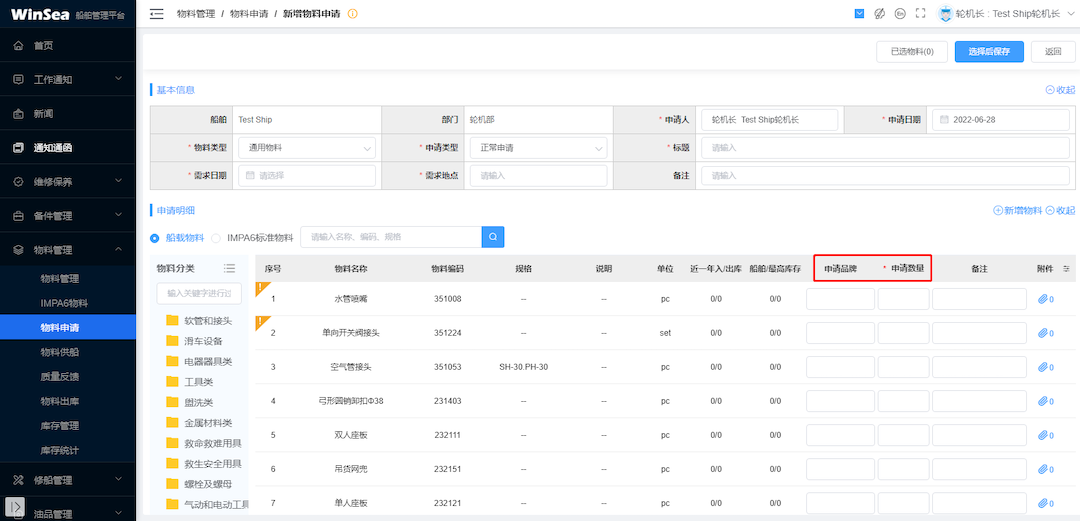 WinSea 船舶管理平台
首页
工作通知
新闻
通知通函
维修保养
备件管理
物料管理
物料管理
IMPA6物料
物料申请
物料供船
质量反馈
物料出库
库存管理
库存统计
修船管理
油品管理
物料管理 / 物料申请 / 新增物料申请
En 轮机长 : Test Ship轮机长
已选物料(0) 选择后保存 返回
基本信息 收起
船舶 Test Ship 部门 轮机部 * 申请人 轮机长 Test Ship轮机长 * 申请日期 2022-06-28
* 物料类型 通用物料 * 申请类型 正常申请 * 标题 请输入
* 需求日期 请选择 * 需求地点 请输入 备注 请输入
申请明细 新增物料 收起
船载物料 IMPA6标准物料 请输入名称、编码、规格
物料分类
输入关键字进行过
软管和接头
滑车设备
电器器具类
工具类
盥洗类
金属材料类
救命救难用具
救生安全用具
螺栓及螺母
气动和电动工具
序号 物料名称 物料编码 规格 说明 单位 近一年入/出库 船舶/最高库存 申请品牌 * 申请数量 备注 附件
1 水管喷嘴 351008 -- -- pc 0/0 0/0 0
2 单向开关阀接头 351224 -- -- set 0/0 0/0 0
3 空气管接头 351053 SH-30.PH-30 -- pc 0/0 0/0 0
4 弓形圆销卸扣Φ38 231403 -- -- pc 0/0 0/0 0
5 双人座板 232111 -- -- pc 0/0 0/0 0
6 吊货网兜 232151 -- -- pc 0/0 0/0 0
7 单人座板 232121 -- -- pc 0/0 0/0 0